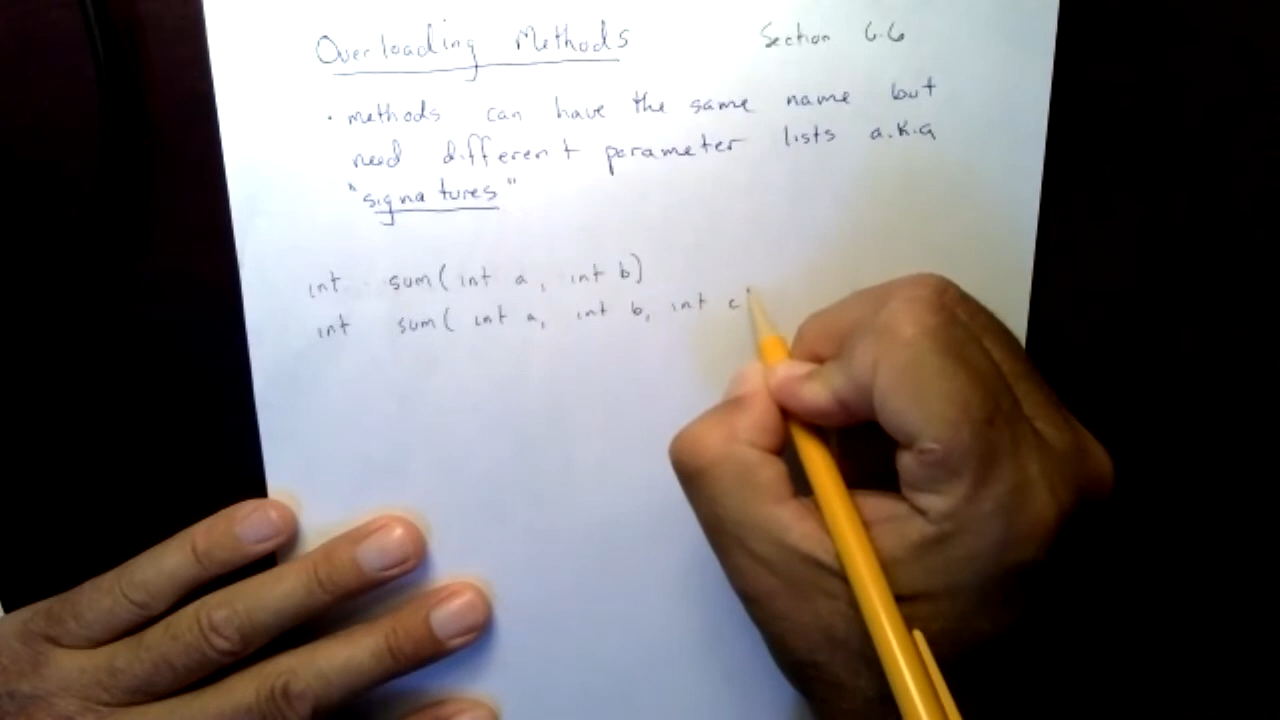 Overloading Methods Section 6.6
• methods can have the same name but
need different parameter lists a.k.a
"signatures"
int sum( int a, int b)
int sum( int a, int b, int c